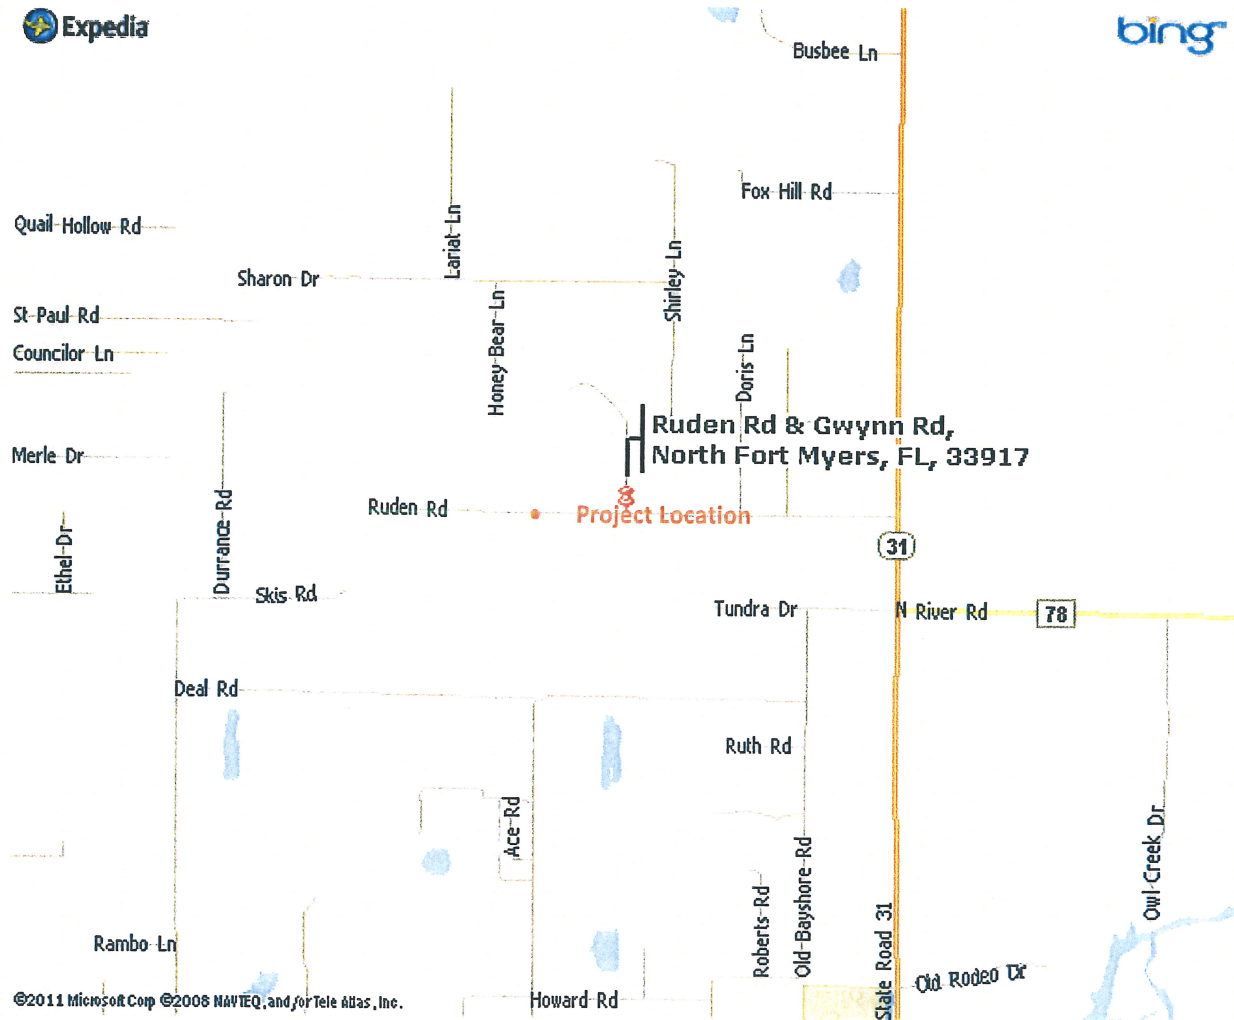 Expedia
bing
Busbee Ln
Fox Hill Rd
Quail Hollow Rd
Lariat Ln
Shirley Ln
Sharon Dr
St Paul Rd
Honey Bear Ln
Councilor Ln
Doris Ln
Ruden Rd & Gwynn Rd,
North Fort Myers, FL, 33917
Merle Dr
Durrance Rd
Ruden Rd
Project Location
Ethel Dr
31
Skis Rd
Tundra Dr
N River Rd
78
Deal Rd
Ruth Rd
Ace Rd
Owl Creek Dr
Old Bayshore Rd
Roberts Rd
State Road 31
Rambo Ln
Old Rodeo Dr
©2011 Microsoft Corp ©2008 NAVTEQ, and/or Tele Atlas, Inc.
Howard Rd